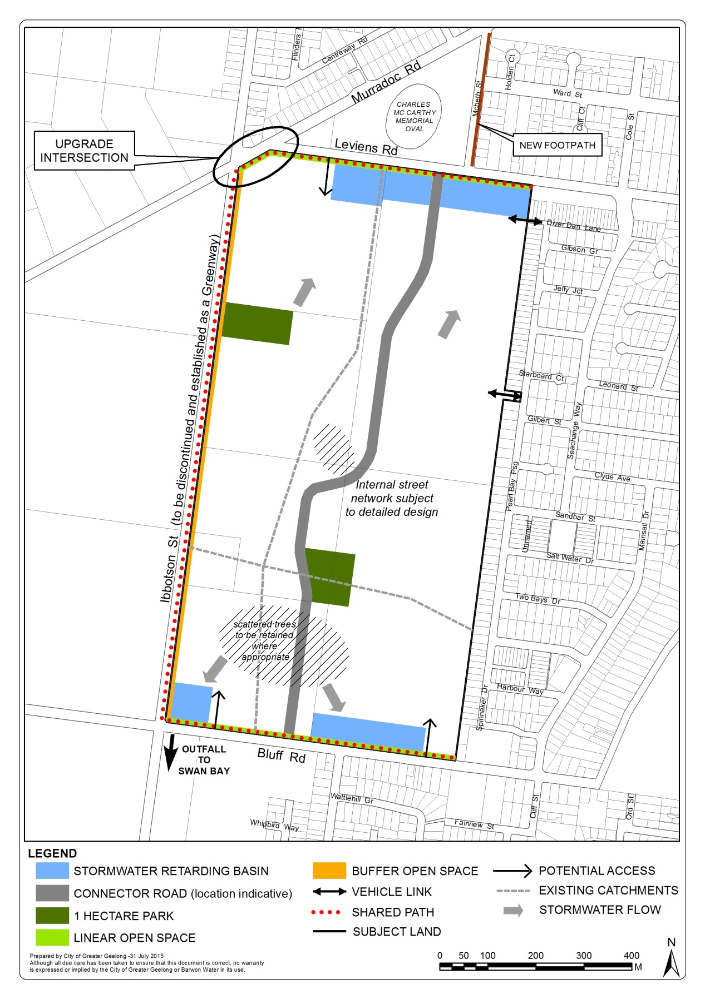 Flinders
Centreway Rd
Murradoc Rd
Holden Ct
Mcbeth St
Ward St
Cliff Ct
Cole St
CHARLES
MC CARTHY
MEMORIAL
OVAL
UPGRADE
INTERSECTION
Leviens Rd
NEW FOOTPATH
Diver Dan Lane
Gibson Gr
Jelly Jct
Ibbotson St (to be discontinued and established as a Greenway)
Starboard Ct
Leonard St
Gilbert St
Seachange Way
Clyde Ave
Pearl Bay Psg
Internal street
network subject
to detailed design
Sandbar St
Mainsail Dr
Unnamed
Salt Water Dr
Two Bays Dr
scattered trees
to be retained
where
appropriate
Harbour Way
Spinnaker Dr
OUTFALL
TO
SWAN BAY
Bluff Rd
Wattlehill Gr
Whipbird Way
Fairview St
Cliff St
Ord St
LEGEND
STORMWATER RETARDING BASIN
CONNECTOR ROAD (location indicative)
1 HECTARE PARK
LINEAR OPEN SPACE
BUFFER OPEN SPACE
VEHICLE LINK
SHARED PATH
SUBJECT LAND
POTENTIAL ACCESS
EXISTING CATCHMENTS
STORMWATER FLOW
Prepared by City of Greater Geelong -31 July 2015
Although all due care has been taken to ensure that this document is correct, no warranty
is expressed or implied by the City of Greater Geelong or Barwon Water in its use.
0 50 100 200 300 400
M
N